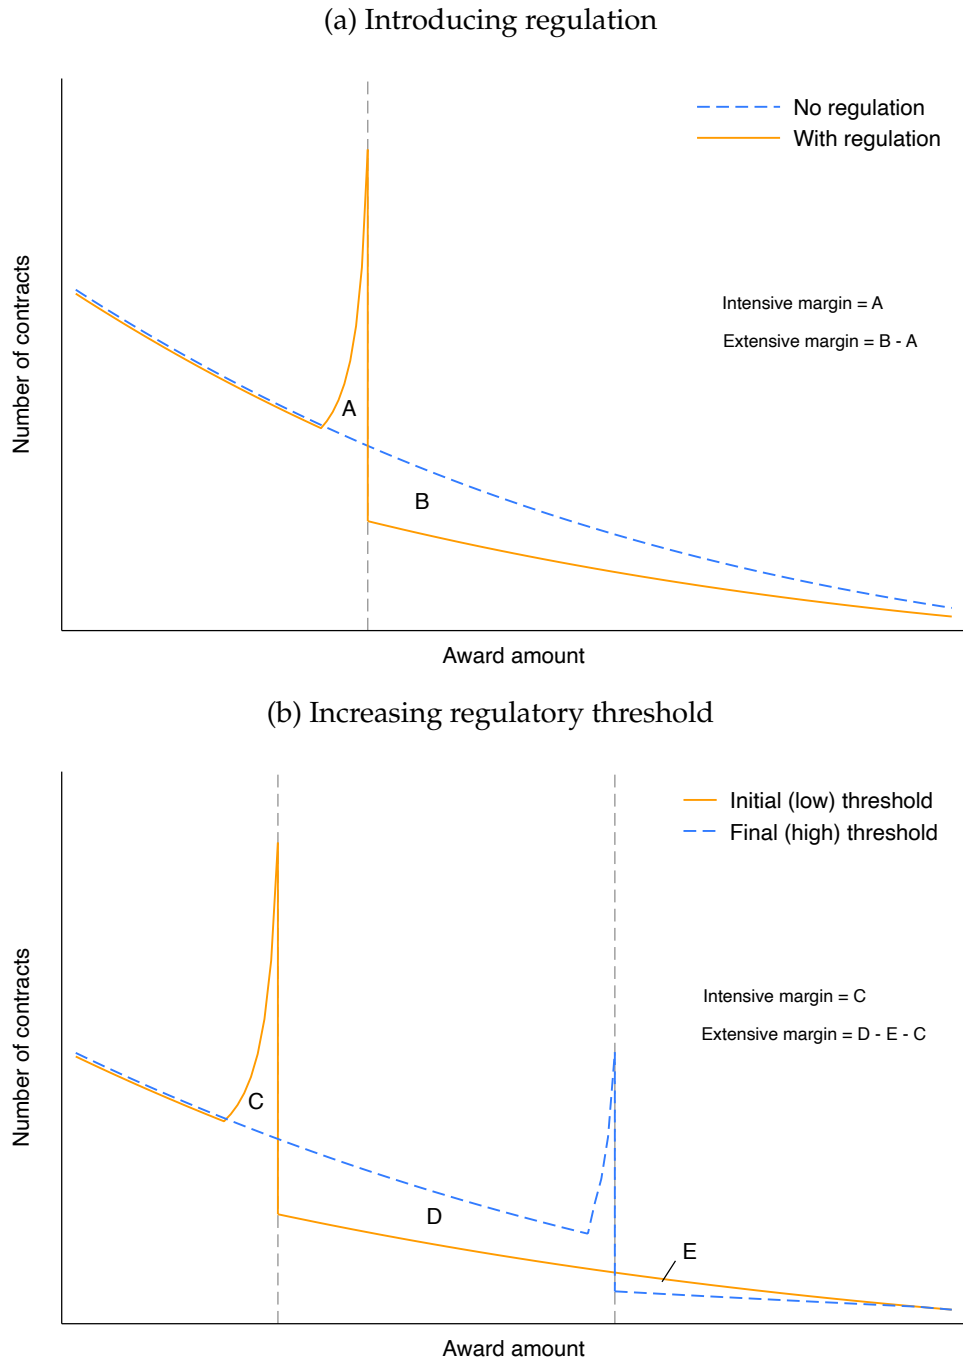 (a) Introducing regulation
No regulation
With regulation
Number of contracts
Intensive margin = A
Extensive margin = B - A
A
B
Award amount
(b) Increasing regulatory threshold
Initial (low) threshold
Final (high) threshold
Number of contracts
Intensive margin = C
Extensive margin = D - E - C
C
D
E
Award amount